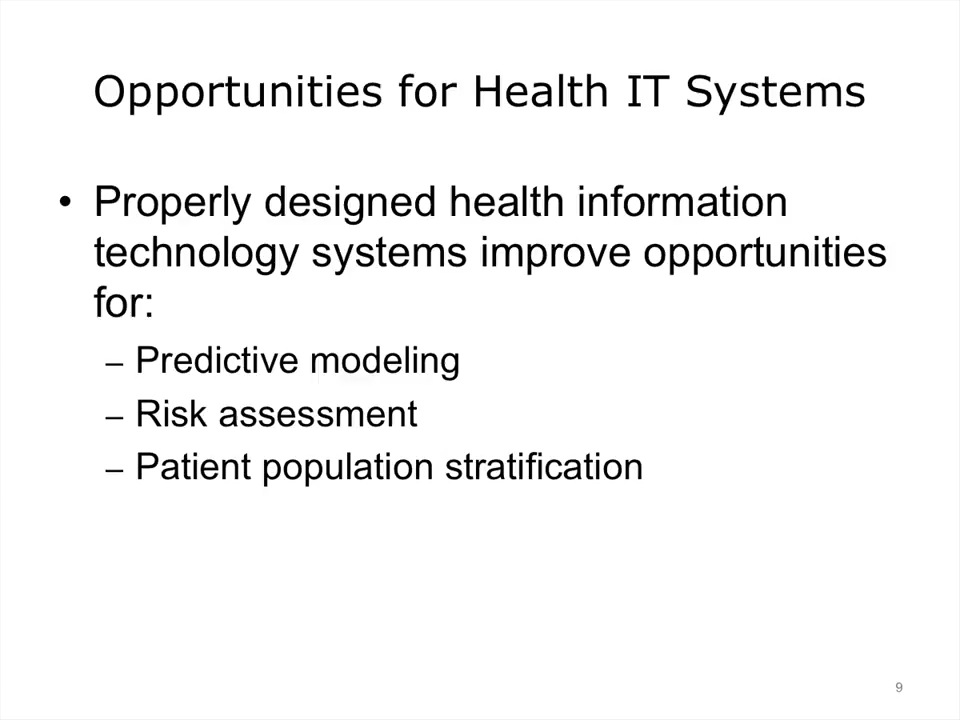 Opportunities for Health IT Systems
• Properly designed health information
technology systems improve opportunities
for:
– Predictive modeling
– Risk assessment
– Patient population stratification
9